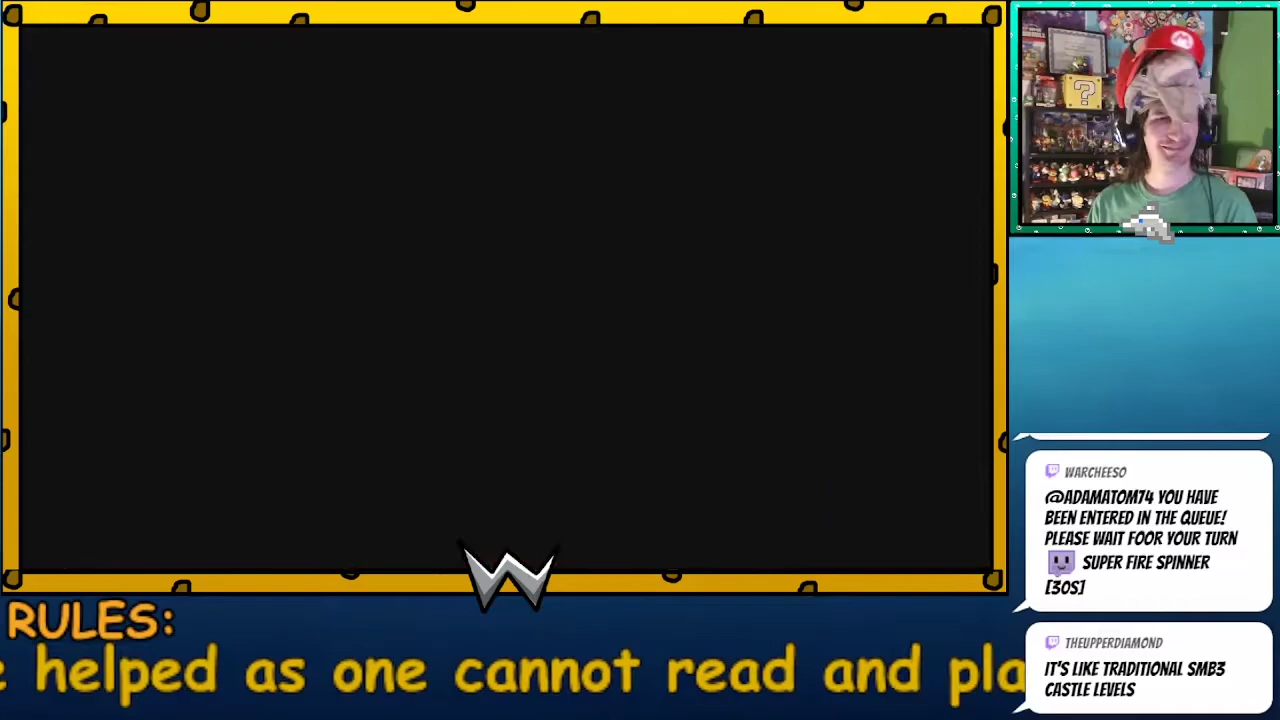 WARCHEESO
@ADAMATOM74 YOU HAVE
BEEN ENTERED IN THE QUEUE!
PLEASE WAIT FOOR YOUR TURN
SUPER FIRE SPINNER
[30S]
THEUPPERDIAMOND
IT'S LIKE TRADITIONAL SMB3
CASTLE LEVELS
RULES:
helped as one cannot read and pla